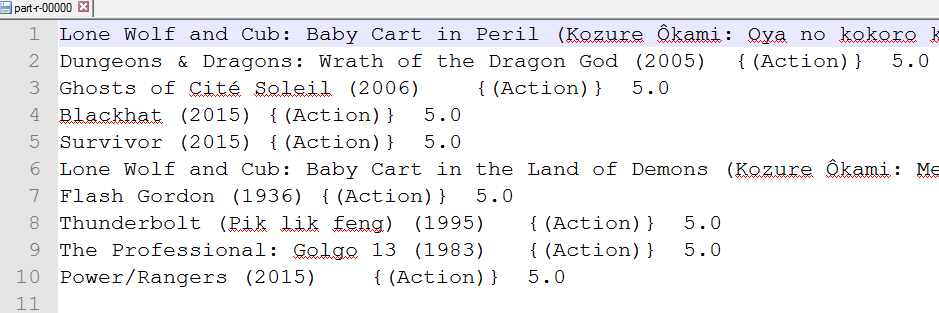 part-r-00000
1 Lone Wolf and Cub: Baby Cart in Peril (Kozure Ôkami: Oya no kokoro k
2 Dungeons & Dragons: Wrath of the Dragon God (2005) {(Action)} 5.0
3 Ghosts of Cité Soleil (2006) {(Action)} 5.0
4 Blackhat (2015) {(Action)} 5.0
5 Survivor (2015) {(Action)} 5.0
6 Lone Wolf and Cub: Baby Cart in the Land of Demons (Kozure Ôkami: Me
7 Flash Gordon (1936) {(Action)} 5.0
8 Thunderbolt (Pik lik feng) (1995) {(Action)} 5.0
9 The Professional: Golgo 13 (1983) {(Action)} 5.0
10 Power/Rangers (2015) {(Action)} 5.0
11